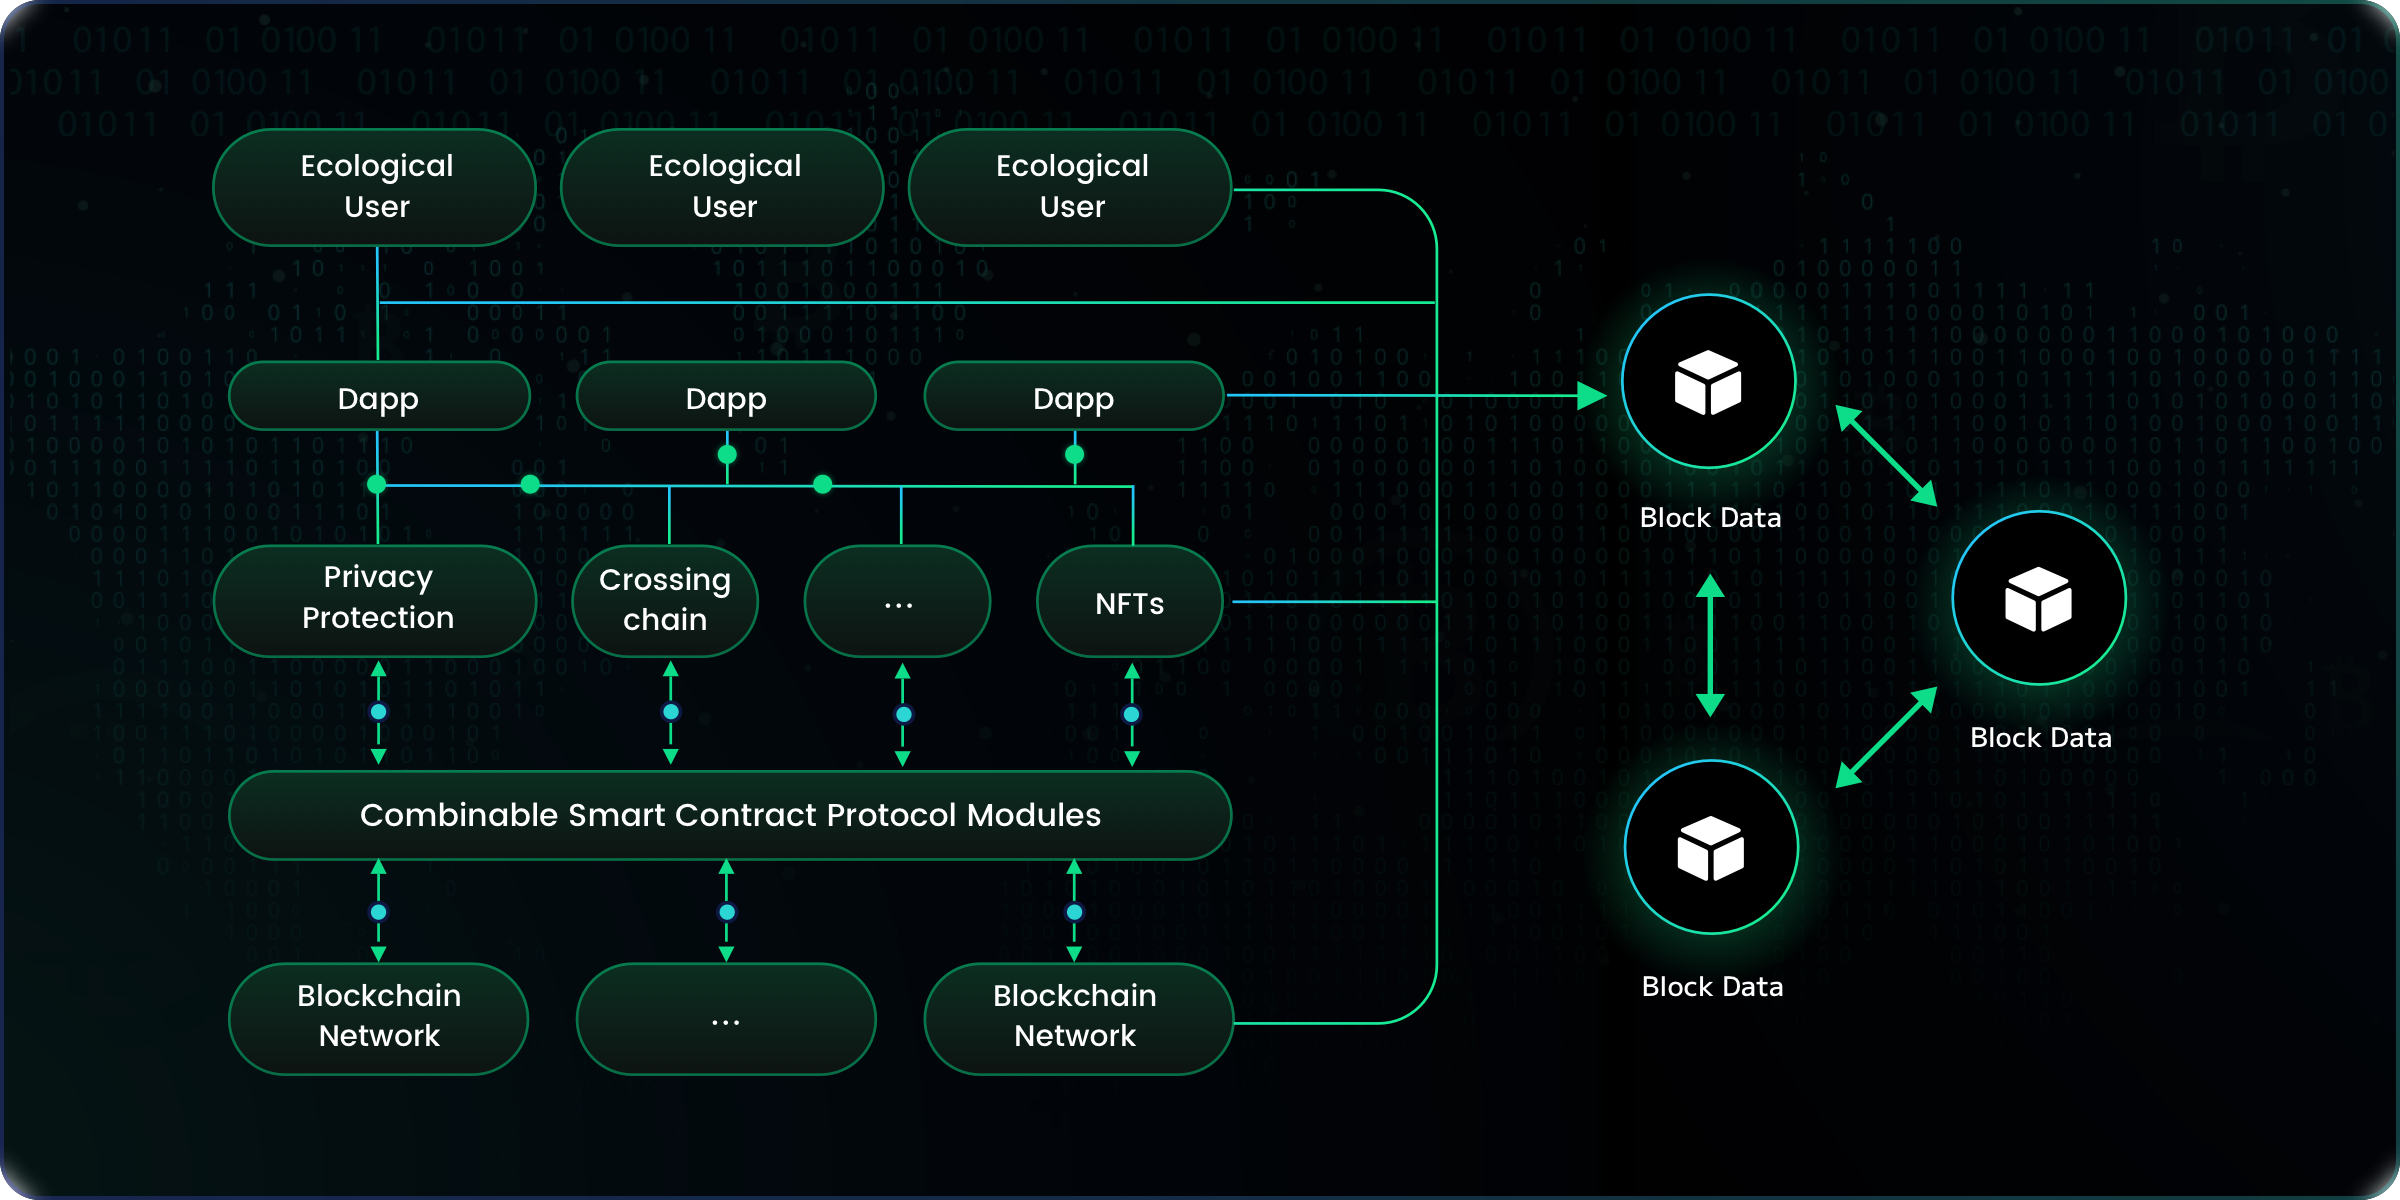 Ecological
User
Ecological
User
Ecological
User
Dapp
Dapp
Dapp
Privacy
Protection
Crossing
chain
...
NFTs
Combinable Smart Contract Protocol Modules
Blockchain
Network
...
Blockchain
Network
Block Data
Block Data
Block Data